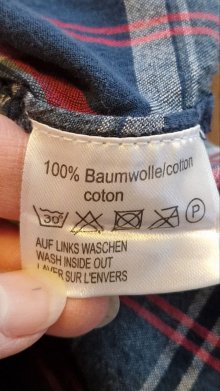 100% Baumwolle/cotton
coton
30° P
AUF LINKS WASCHEN
WASH INSIDE OUT
LAVER SUR L'ENVERS